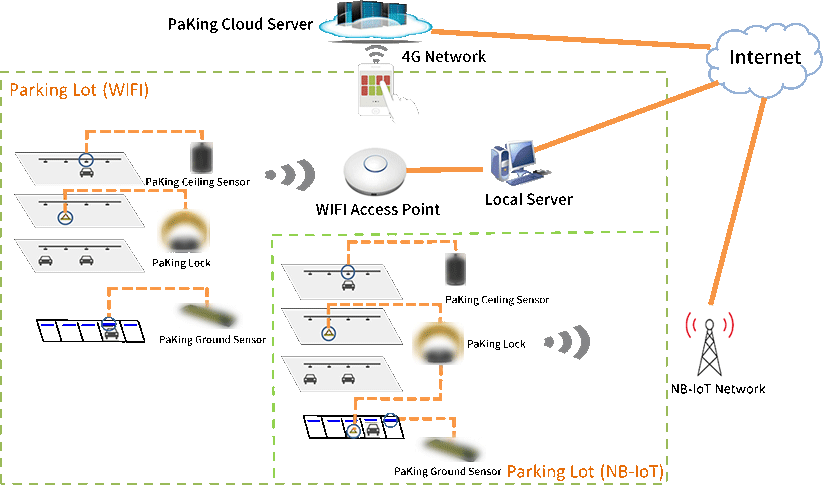 PaKing Cloud Server
4G Network
Internet
Parking Lot (WIFI)
PaKing Ceiling Sensor
WIFI Access Point
Local Server
PaKing Lock
PaKing Ceiling Sensor
PaKing Ground Sensor
PaKing Lock
NB-IoT Network
PaKing Ground Sensor
Parking Lot (NB-IoT)